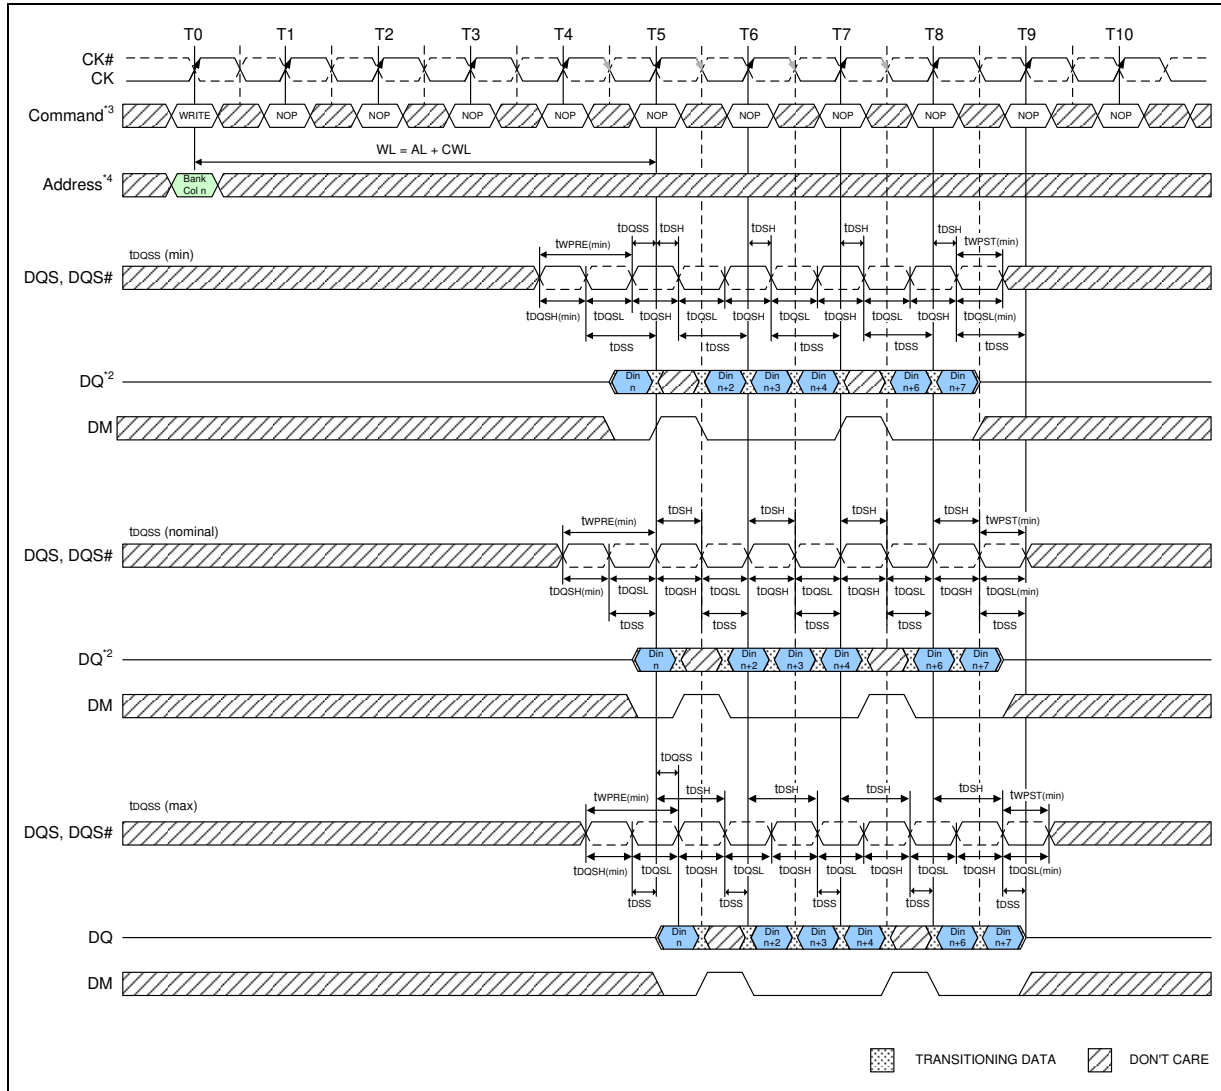 T0 T1 T2 T3 T4 T5 T6 T7 T8 T9 T10
CK#
CK
Command*3 WRITE NOP NOP NOP NOP NOP NOP NOP NOP NOP NOP
WL = AL + CWL
Address*4 Bank Col n
tDQSS (min) tWPRE(min) tDQSS tDSH tDSH tDSH tDSH tWPST(min)
DQS, DQS#
tDQSH(min) tDQSL tDQSH tDQSL tDQSH tDQSL tDQSH tDQSL tDQSH tDQSL(min)
tDSS tDSS tDSS tDSS tDSS
DQ*2 Din n Din n+2 Din n+3 Din n+4 Din n+6 Din n+7
DM
tDQSS (nominal) tWPRE(min) tDSH tDSH tDSH tDSH tWPST(min)
DQS, DQS#
tDQSH(min) tDQSL tDQSH tDQSL tDQSH tDQSL tDQSH tDQSL tDQSH tDQSL(min)
tDSS tDSS tDSS tDSS tDSS
DQ*2 Din n Din n+2 Din n+3 Din n+4 Din n+6 Din n+7
DM
tDQSS
tDQSS (max) tWPRE(min) tDSH tDSH tDSH tDSH tWPST(min)
DQS, DQS#
tDQSH(min) tDQSL tDQSH tDQSL tDQSH tDQSL tDQSH tDQSL tDQSH tDQSL(min)
tDSS tDSS tDSS tDSS tDSS
DQ Din n Din n+2 Din n+3 Din n+4 Din n+6 Din n+7
DM
TRANSITIONING DATA DON'T CARE